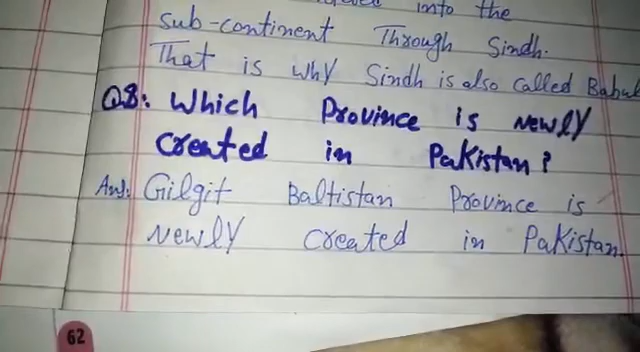 into the
sub-continent Through Sindh.
That is why Sindh is also called Babul
Q8: Which Province is newly
created in Pakistan?
Ans: Gilgit Baltistan Province is
Newly created in Pakistan.
62